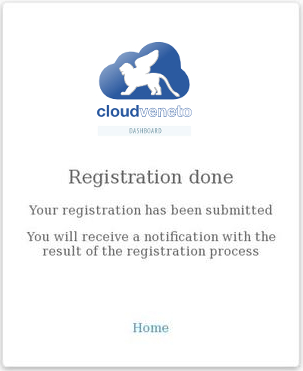 cloudveneto
DASHBOARD
Registration done
Your registration has been submitted
You will receive a notification with the
result of the registration process
Home